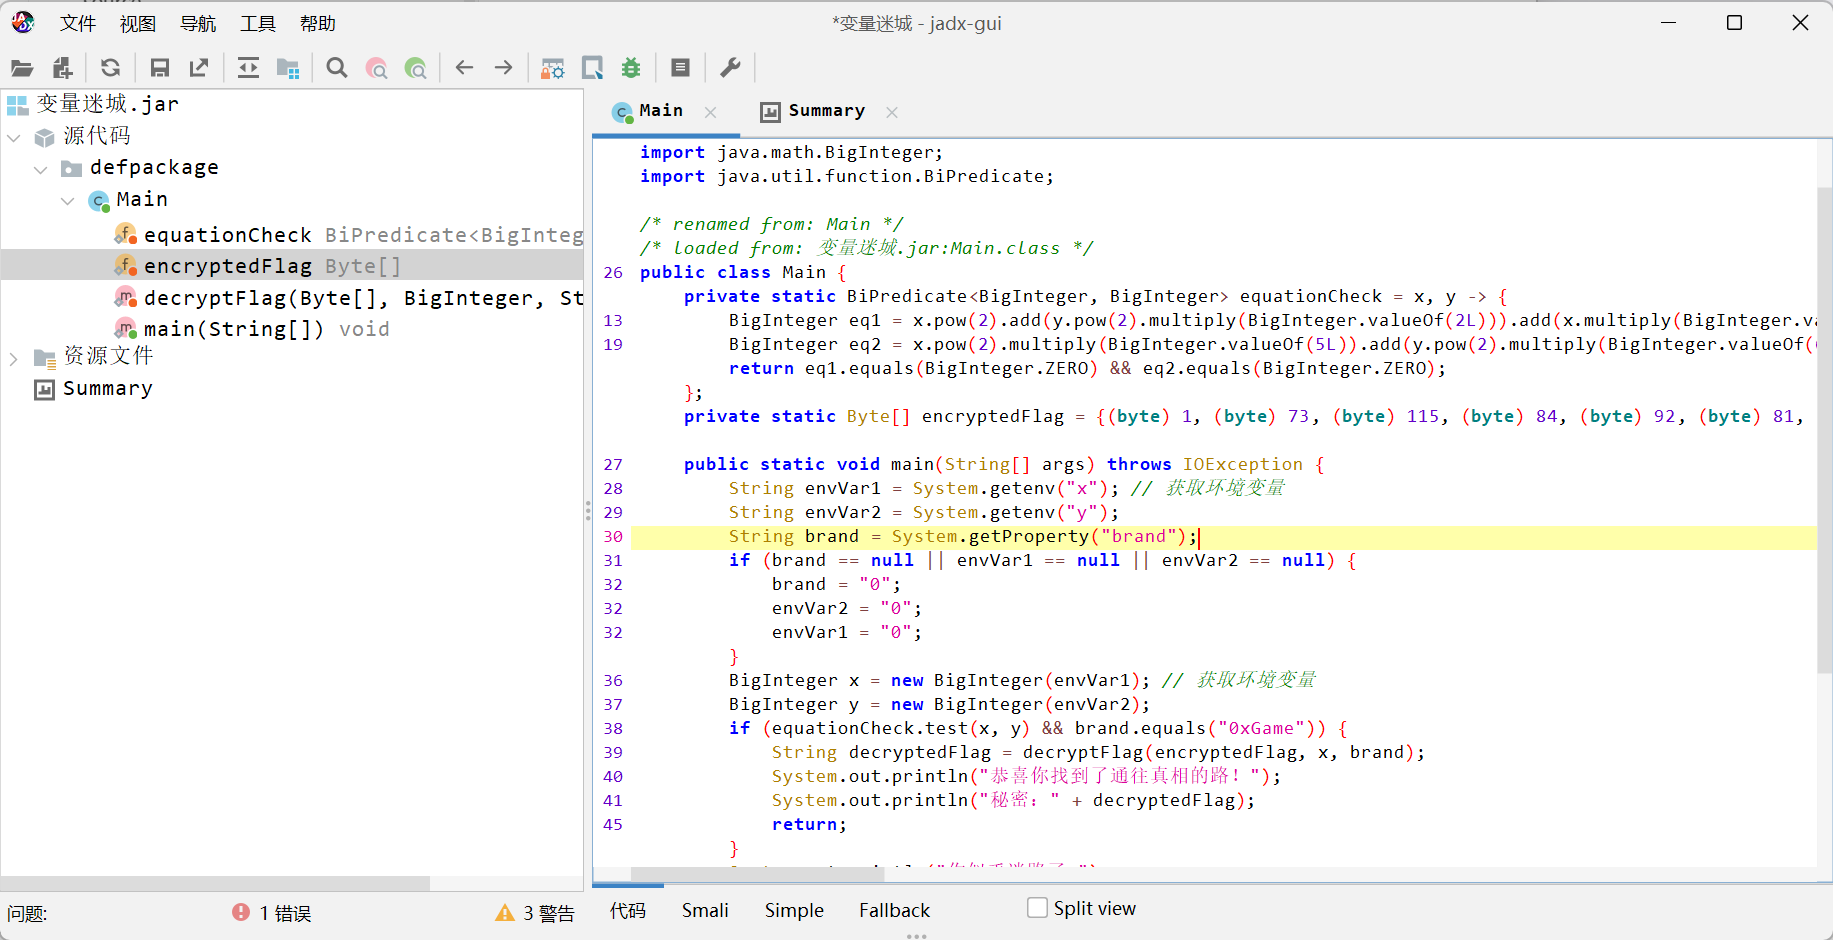 文件 视图 导航 工具 帮助
*变量迷城 - jadx-gui
变量迷城.jar
源代码
defpackage
Main
equationCheck BiPredicate<BigInteg
encryptedFlag Byte[]
decryptFlag(Byte[], BigInteger, St
main(String[]) void
资源文件
Summary
Main
Summary
import java.math.BigInteger;
import java.util.function.BiPredicate;
/* renamed from: Main */
/* loaded from: 变量迷城.jar:Main.class */
26 public class Main {
private static BiPredicate<BigInteger, BigInteger> equationCheck = x, y -> {
13 BigInteger eq1 = x.pow(2).add(y.pow(2).multiply(BigInteger.valueOf(2L))).add(x.multiply(BigInteger.va
19 BigInteger eq2 = x.pow(2).multiply(BigInteger.valueOf(5L)).add(y.pow(2).multiply(BigInteger.valueOf(
return eq1.equals(BigInteger.ZERO) && eq2.equals(BigInteger.ZERO);
};
private static Byte[] encryptedFlag = {(byte) 1, (byte) 73, (byte) 115, (byte) 84, (byte) 92, (byte) 81,
27 public static void main(String[] args) throws IOException {
28 String envVar1 = System.getenv("x"); // 获取环境变量
29 String envVar2 = System.getenv("y");
30 String brand = System.getProperty("brand");
31 if (brand == null || envVar1 == null || envVar2 == null) {
32 brand = "0";
32 envVar2 = "0";
32 envVar1 = "0";
}
36 BigInteger x = new BigInteger(envVar1); // 获取环境变量
37 BigInteger y = new BigInteger(envVar2);
38 if (equationCheck.test(x, y) && brand.equals("0xGame")) {
39 String decryptedFlag = decryptFlag(encryptedFlag, x, brand);
40 System.out.println("恭喜你找到了通往真相的路！");
41 System.out.println("秘密：" + decryptedFlag);
45 return;
}
问题:
1 错误
3 警告
代码 Smali Simple Fallback
Split view